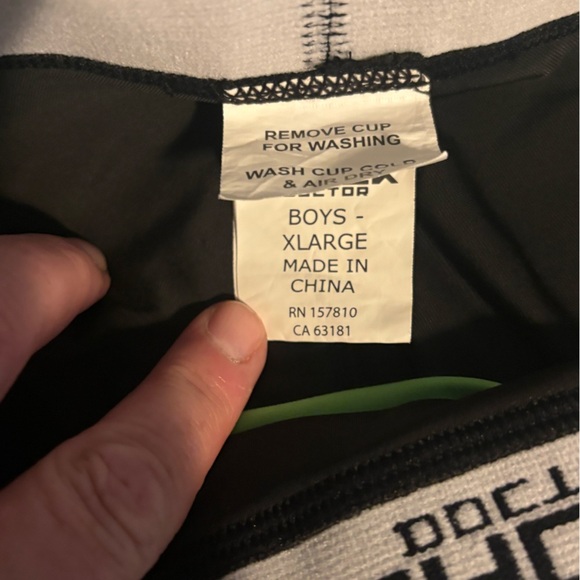 REMOVE CUP
FOR WASHING
WASH CUP COLD
& AIR DRY
BOYS -
XLARGE
MADE IN
CHINA
RN 157810
CA 63181